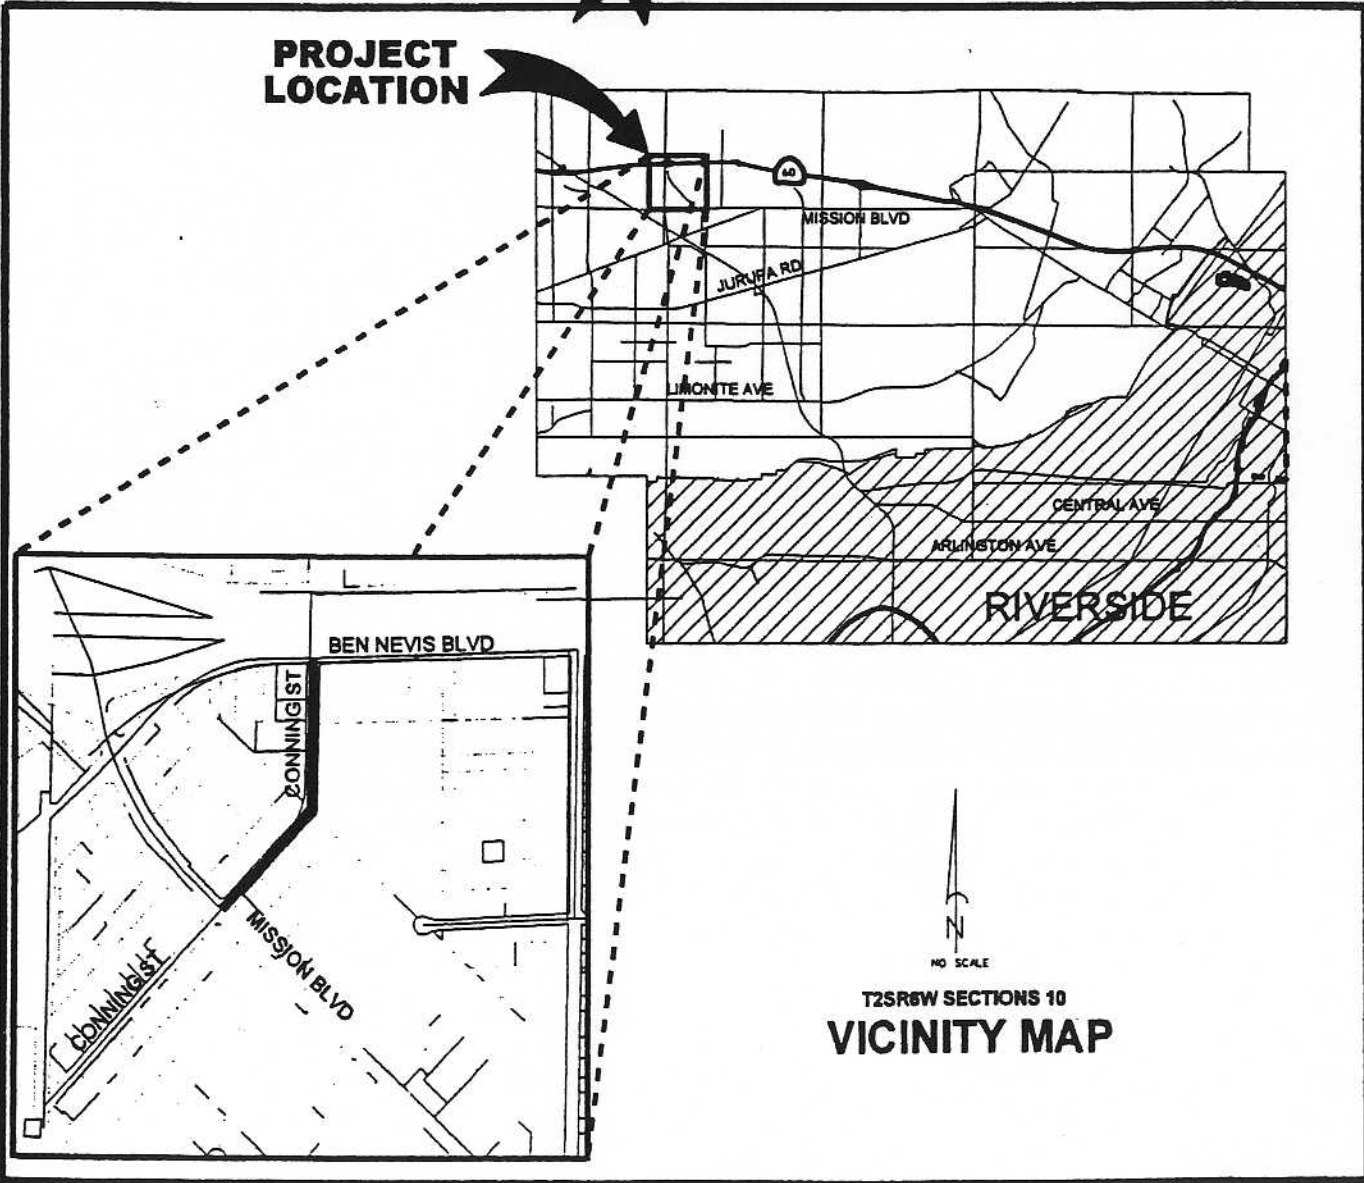 PROJECT
LOCATION
60
MISSION BLVD
JURUPA RD
LIMONITE AVE
CENTRAL AVE
ARLINGTON AVE
RIVERSIDE
BEN NEVIS BLVD
CONNING ST
MISSION BLVD
CONNING ST
N
NO SCALE
T2SR6W SECTIONS 10
VICINITY MAP